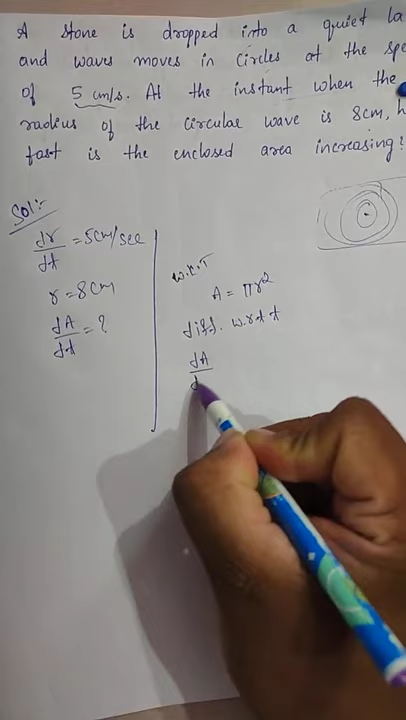 A stone is dropped into a quiet la
and waves moves in circles at the spe
of 5 cm/s. At the instant when the
radius of the circular wave is 8cm, h
fast is the enclosed area increasing?
Sol:-
dr/dt = 5cm/sec
r = 8cm
dA/dt = ?
W.K.T
A = πr²
diff. w.r.t t
dA
d